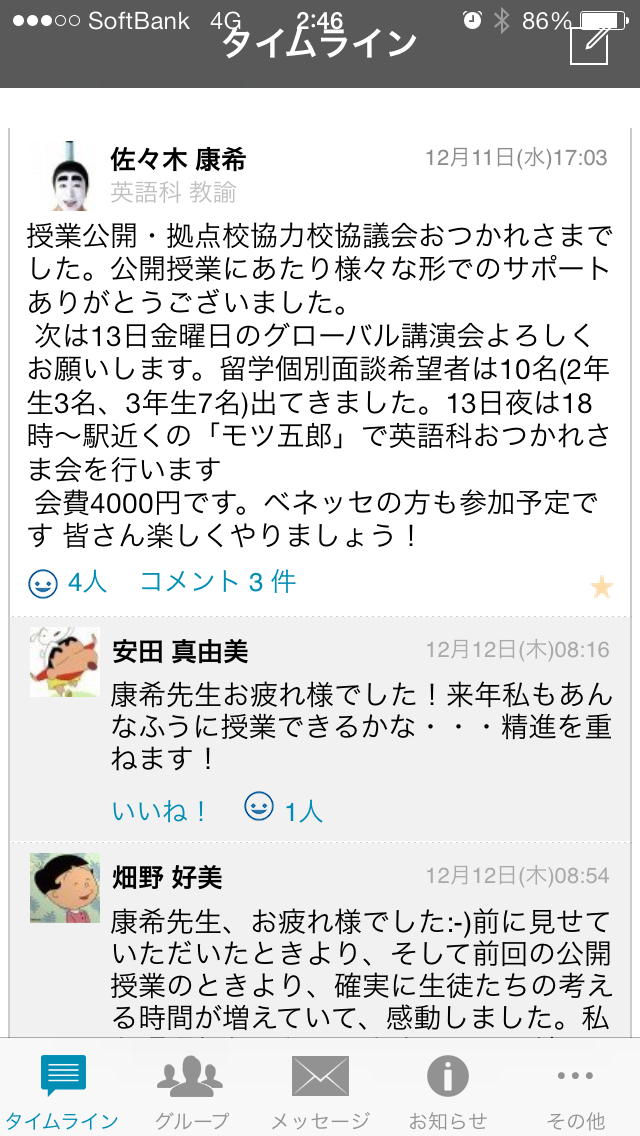 SoftBank 4G 2:46 86%
タイムライン
佐々木 康希 12月11日(水)17:03
英語科 教諭
授業公開・拠点校協力校協議会おつかれさまで
した。公開授業にあたり様々な形でのサポート
ありがとうございました。
次は13日金曜日のグローバル講演会よろしく
お願いします。留学個別面談希望者は10名(2年
生3名、3年生7名)出てきました。13日夜は18
時〜駅近くの「モツ五郎」で英語科おつかれさ
ま会を行います
会費4000円です。ベネッセの方も参加予定で
す 皆さん楽しくやりましょう！
4人 コメント 3 件
安田 真由美 12月12日(木)08:16
康希先生お疲れ様でした！来年私もあん
なふうに授業できるかな・・・精進を重
ねます！
いいね！ 1人
畑野 好美 12月12日(木)08:54
康希先生、お疲れ様でした:-)前に見せて
いただいたときより、そして前回の公開
授業のときより、確実に生徒たちの考え
る時間が増えていて、感動しました。私
タイムライン グループ メッセージ お知らせ その他